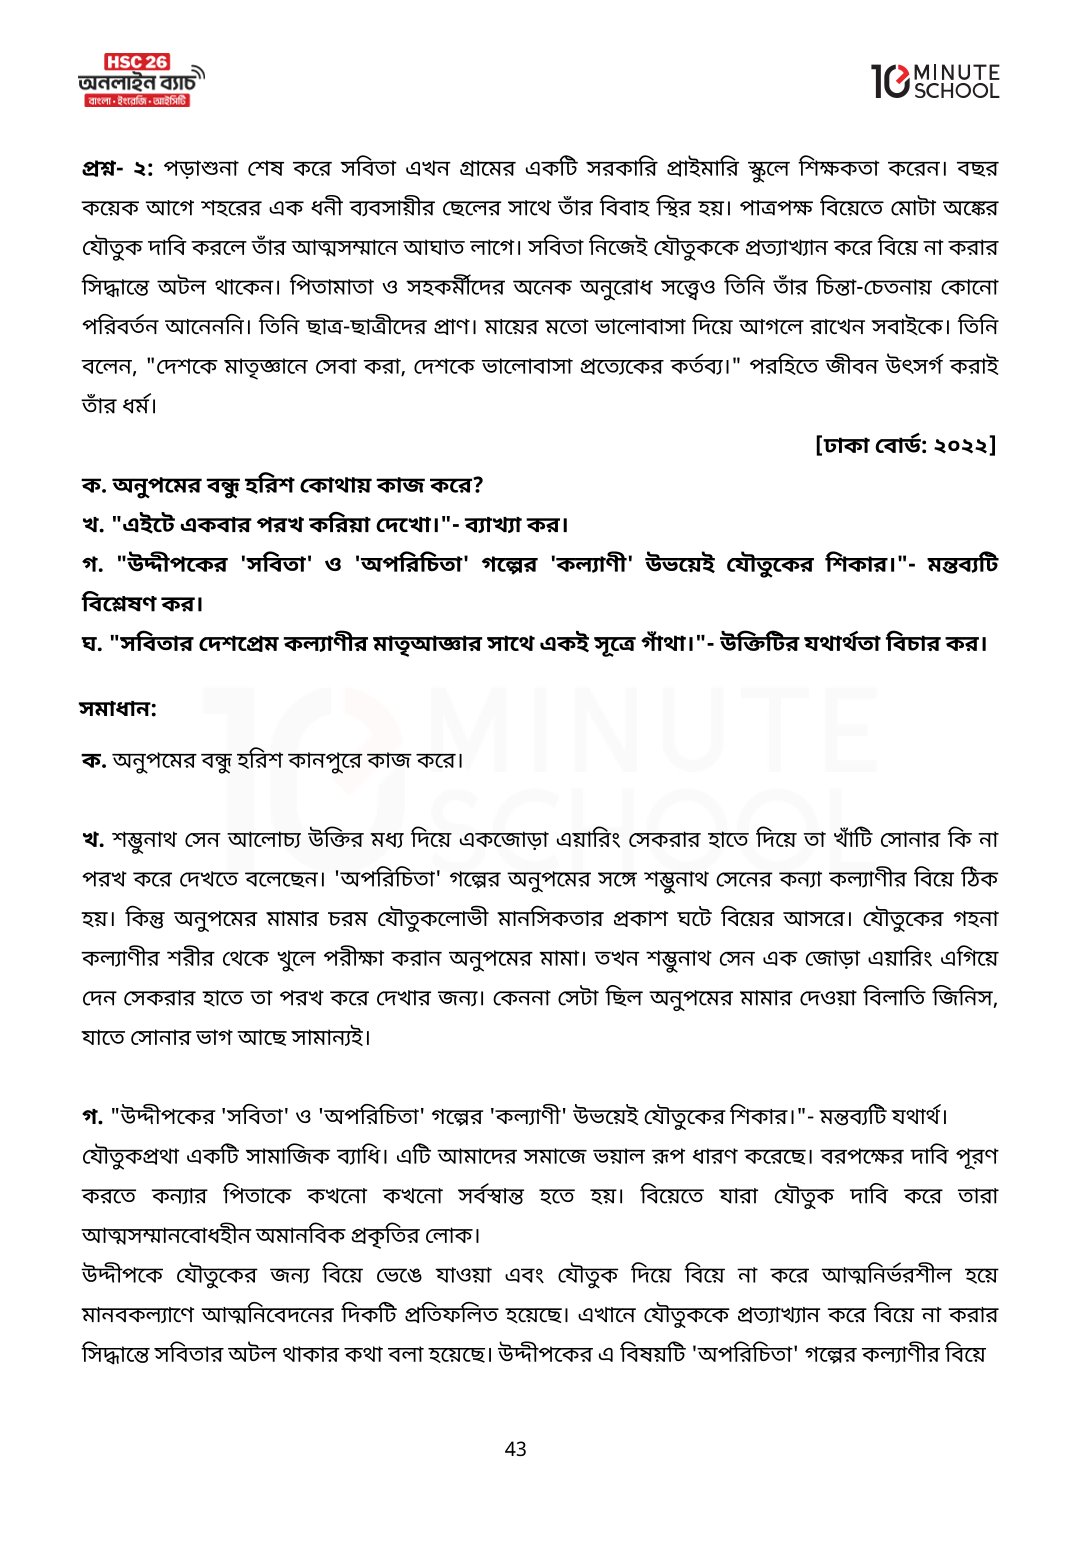 HSC 26
অনলাইন ব্যাচ
বাংলা • ইংরেজি • আইসিটি
10 MINUTE SCHOOL
প্রশ্ন- ২: পড়াশুনা শেষ করে সবিতা এখন গ্রামের একটি সরকারি প্রাইমারি স্কুলে শিক্ষকতা করেন। বছর
কয়েক আগে শহরের এক ধনী ব্যবসায়ীর ছেলের সাথে তাঁর বিবাহ স্থির হয়। পাত্রপক্ষ বিয়েতে মোটা অঙ্কের
যৌতুক দাবি করলে তাঁর আত্মসম্মানে আঘাত লাগে। সবিতা নিজেই যৌতুককে প্রত্যাখ্যান করে বিয়ে না করার
সিদ্ধান্তে অটল থাকেন। পিতামাতা ও সহকর্মীদের অনেক অনুরোধ সত্ত্বেও তিনি তাঁর চিন্তা-চেতনায় কোনো
পরিবর্তন আনেননি। তিনি ছাত্র-ছাত্রীদের প্রাণ। মায়ের মতো ভালোবাসা দিয়ে আগলে রাখেন সবাইকে। তিনি
বলেন, "দেশকে মাতৃজ্ঞানে সেবা করা, দেশকে ভালোবাসা প্রত্যেকের কর্তব্য।" পরহিতে জীবন উৎসর্গ করাই
তাঁর ধর্ম।
[ঢাকা বোর্ড: ২০২২]
ক. অনুপমের বন্ধু হরিশ কোথায় কাজ করে?
খ. "এইটে একবার পরখ করিয়া দেখো।"- ব্যাখ্যা কর।
গ. "উদ্দীপকের 'সবিতা' ও 'অপরিচিতা' গল্পের 'কল্যাণী' উভয়েই যৌতুকের শিকার।"- মন্তব্যটি
বিশ্লেষণ কর।
ঘ. "সবিতার দেশপ্রেম কল্যাণীর মাতৃআজ্ঞার সাথে একই সূত্রে গাঁথা।"- উক্তিটির যথার্থতা বিচার কর।
সমাধান:
ক. অনুপমের বন্ধু হরিশ কানপুরে কাজ করে।
খ. শম্ভুনাথ সেন আলোচ্য উক্তির মধ্য দিয়ে একজোড়া এয়ারিং সেকরার হাতে দিয়ে তা খাঁটি সোনার কি না
পরখ করে দেখতে বলেছেন। 'অপরিচিতা' গল্পের অনুপমের সঙ্গে শম্ভুনাথ সেনের কন্যা কল্যাণীর বিয়ে ঠিক
হয়। কিন্তু অনুপমের মামার চরম যৌতুকলোভী মানসিকতার প্রকাশ ঘটে বিয়ের আসরে। যৌতুকের গহনা
কল্যাণীর শরীর থেকে খুলে পরীক্ষা করান অনুপমের মামা। তখন শম্ভুনাথ সেন এক জোড়া এয়ারিং এগিয়ে
দেন সেকরার হাতে তা পরখ করে দেখার জন্য। কেননা সেটা ছিল অনুপমের মামার দেওয়া বিলাতি জিনিস,
যাতে সোনার ভাগ আছে সামান্যই।
গ. "উদ্দীপকের 'সবিতা' ও 'অপরিচিতা' গল্পের 'কল্যাণী' উভয়েই যৌতুকের শিকার।"- মন্তব্যটি যথার্থ।
যৌতুকপ্রথা একটি সামাজিক ব্যাধি। এটি আমাদের সমাজে ভয়াল রূপ ধারণ করেছে। বরপক্ষের দাবি পূরণ
করতে কন্যার পিতাকে কখনো কখনো সর্বস্বান্ত হতে হয়। বিয়েতে যারা যৌতুক দাবি করে তারা
আত্মসম্মানবোধহীন অমানবিক প্রকৃতির লোক।
উদ্দীপকে যৌতুকের জন্য বিয়ে ভেঙে যাওয়া এবং যৌতুক দিয়ে বিয়ে না করে আত্মনির্ভরশীল হয়ে
মানবকল্যাণে আত্মনিবেদনের দিকটি প্রতিফলিত হয়েছে। এখানে যৌতুককে প্রত্যাখ্যান করে বিয়ে না করার
সিদ্ধান্তে সবিতার অটল থাকার কথা বলা হয়েছে। উদ্দীপকের এ বিষয়টি 'অপরিচিতা' গল্পের কল্যাণীর বিয়ে
43